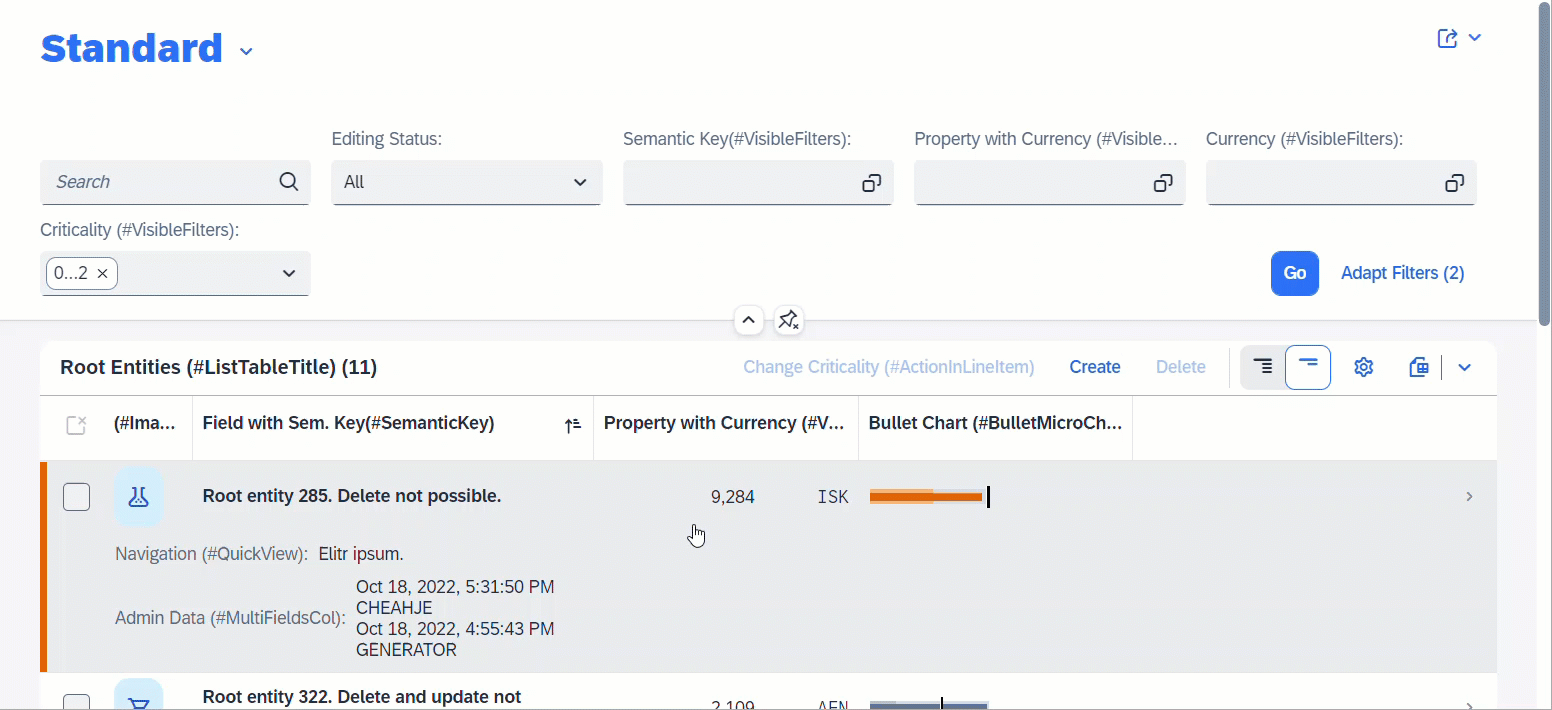 Standard
Editing Status:
Semantic Key(#VisibleFilters):
Property with Currency (#Visible...
Currency (#VisibleFilters):
Search
All
Criticality (#VisibleFilters):
0...2
Go
Adapt Filters (2)
Root Entities (#ListTableTitle) (11)
Change Criticality (#ActionInLineItem)
Create
Delete
(#Ima...
Field with Sem. Key(#SemanticKey)
Property with Currency (#V...
Bullet Chart (#BulletMicroCh...
Root entity 285. Delete not possible.
9,284 ISK
Navigation (#QuickView): Elitr ipsum.
Admin Data (#MultiFieldsCol):
Oct 18, 2022, 5:31:50 PM
CHEAHJE
Oct 18, 2022, 4:55:43 PM
GENERATOR
Root entity 322. Delete and update not
2,109 AFN